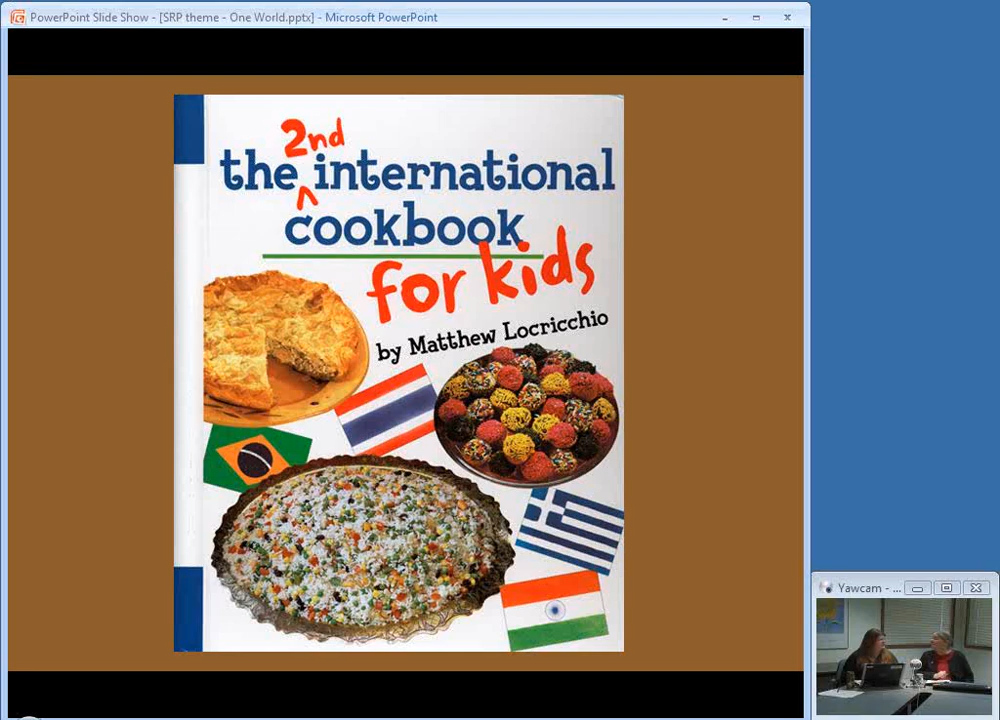 PowerPoint Slide Show - [SRP theme - One World.pptx] - Microsoft PowerPoint
2nd
the ^ international
cookbook
for kids
by Matthew Locricchio
Yawcam - ...